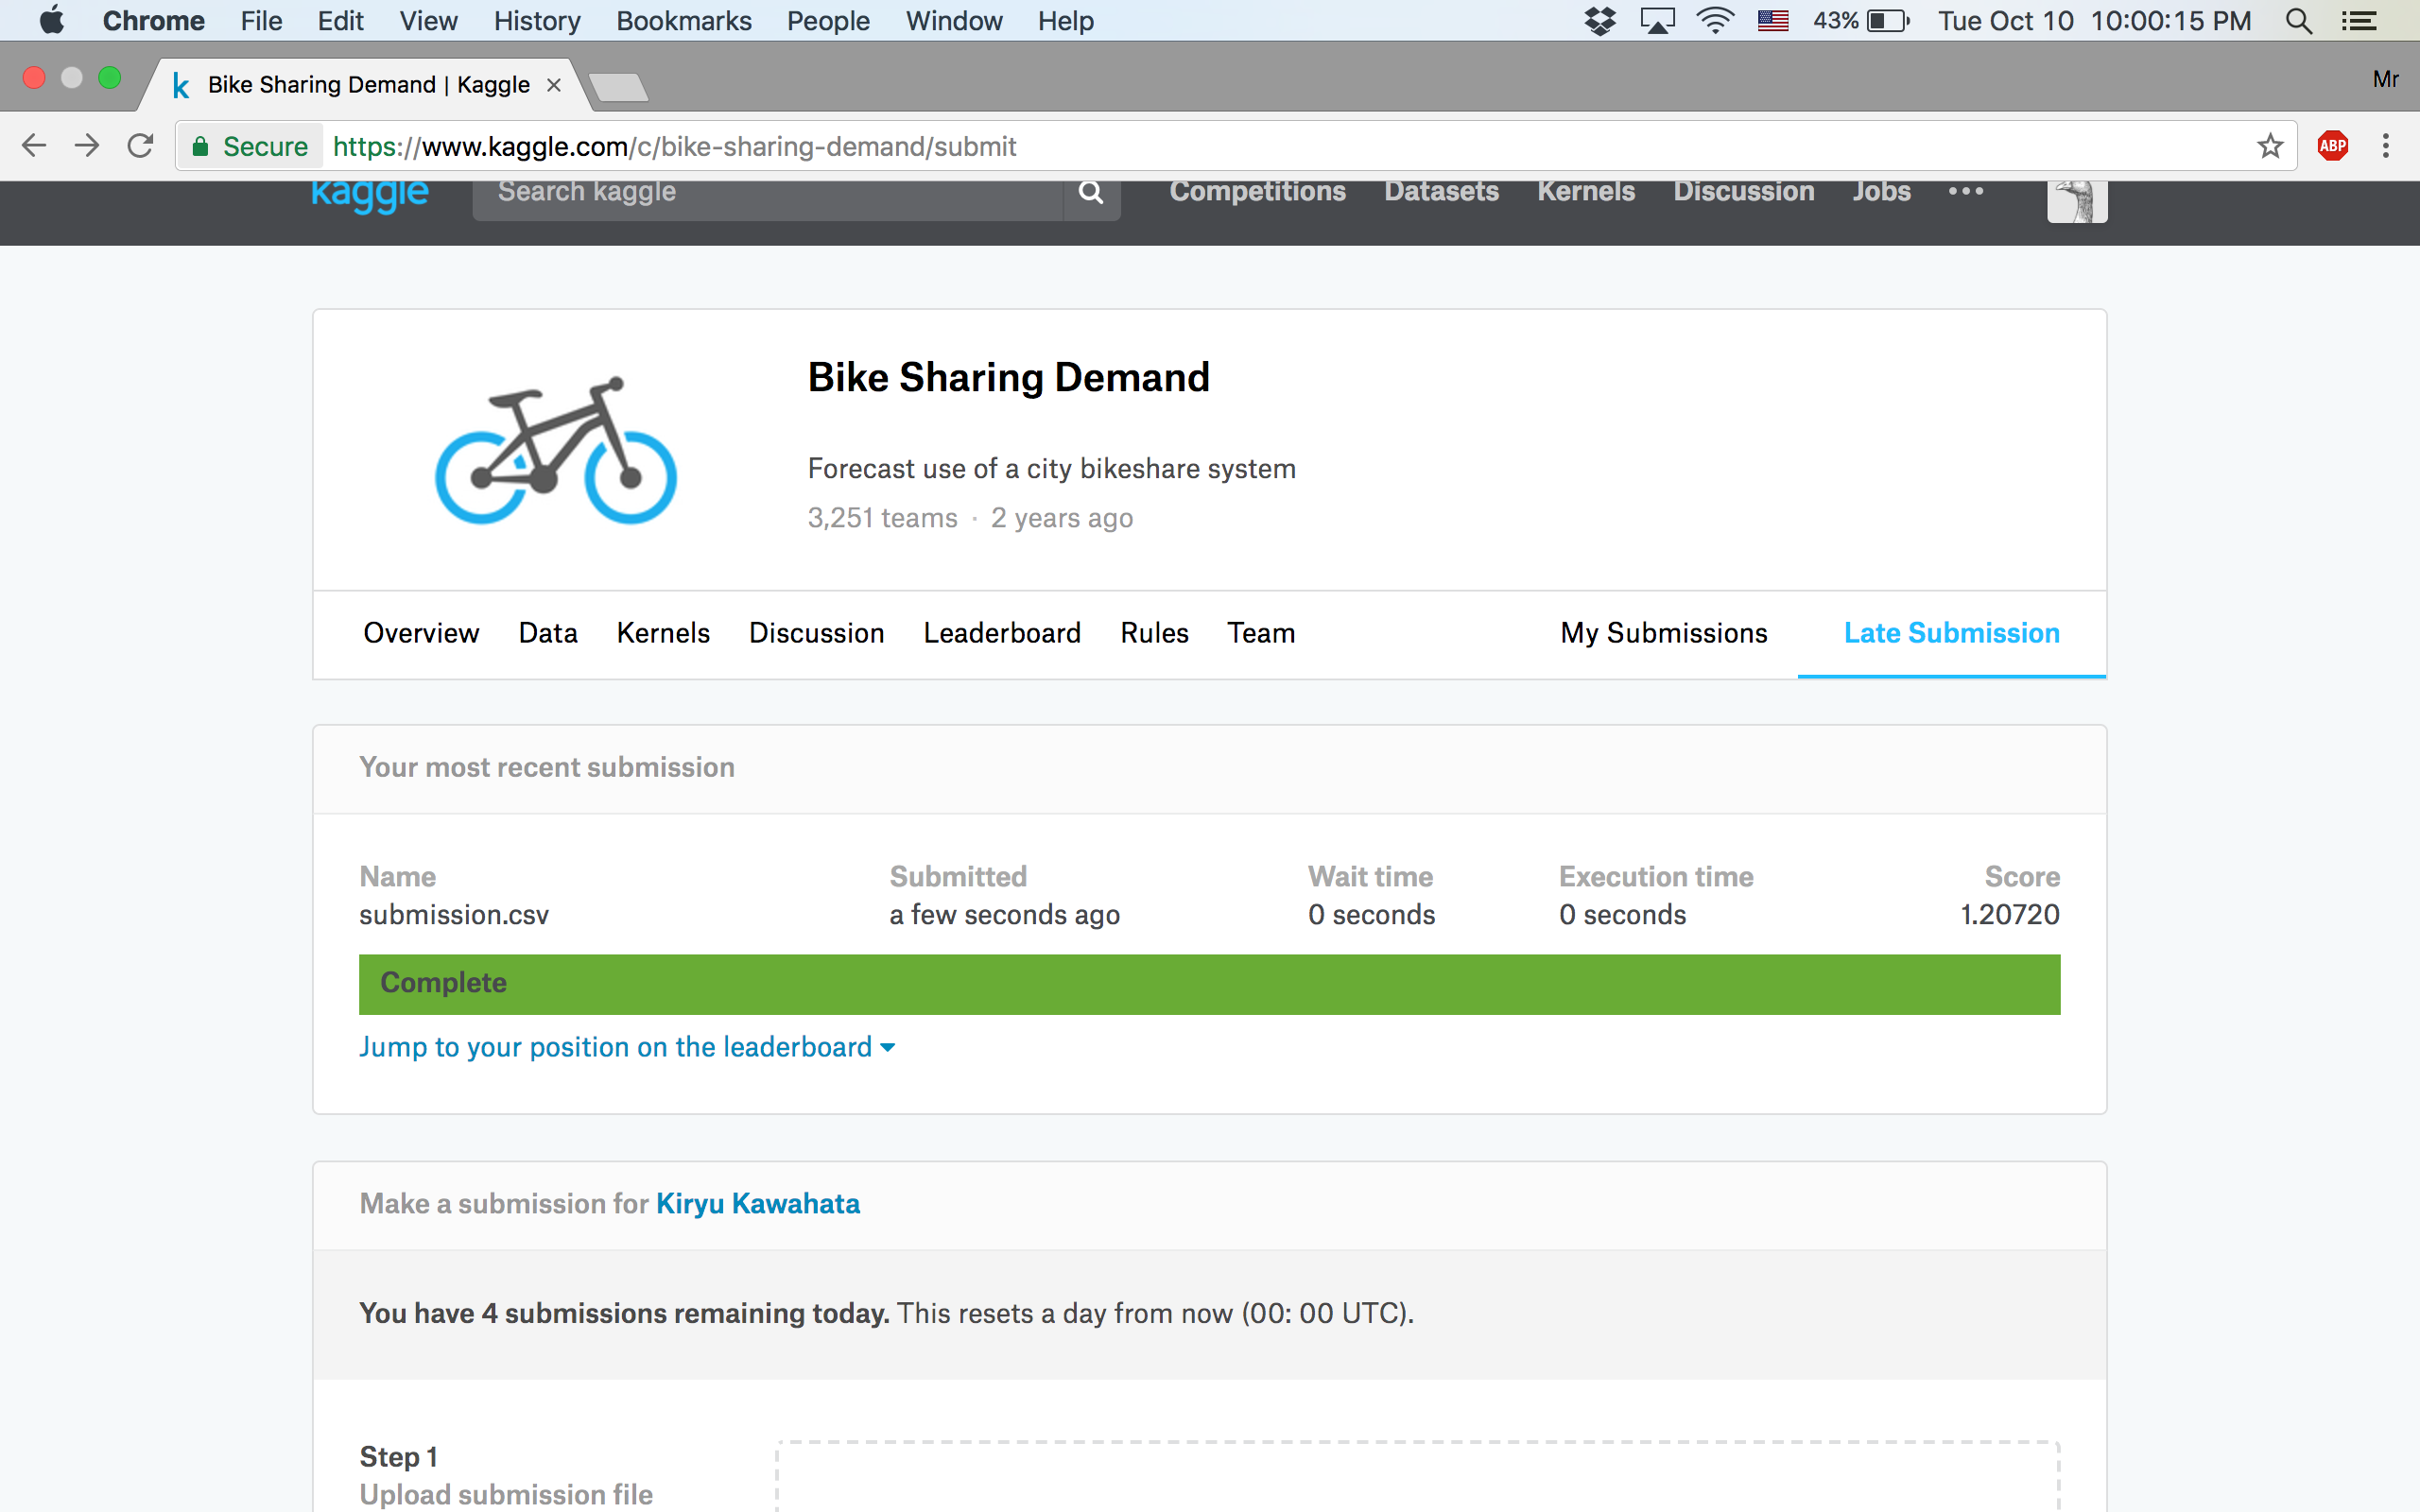 Chrome File Edit View History Bookmarks People Window Help 43% Tue Oct 10 10:00:15 PM
k Bike Sharing Demand | Kaggle × Mr
Secure https://www.kaggle.com/c/bike-sharing-demand/submit ABP
kaggle Search kaggle Competitions Datasets Kernels Discussion Jobs •••
Bike Sharing Demand
Forecast use of a city bikeshare system
3,251 teams · 2 years ago
Overview Data Kernels Discussion Leaderboard Rules Team My Submissions Late Submission
Your most recent submission
Name Submitted Wait time Execution time Score
submission.csv a few seconds ago 0 seconds 0 seconds 1.20720
Complete
Jump to your position on the leaderboard
Make a submission for Kiryu Kawahata
You have 4 submissions remaining today. This resets a day from now (00: 00 UTC).
Step 1
Upload submission file